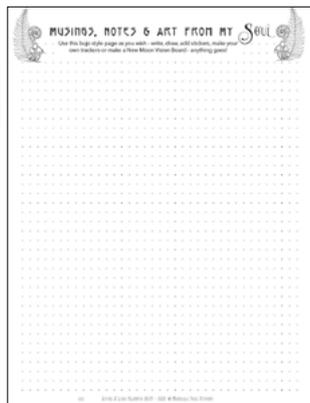 MUSINGS, NOTES & ART FROM MY Soul
Use this bujo style page as you wish - write, draw, add stickers, make your
own trackers or make a New Moon Vision Board - anything goes!